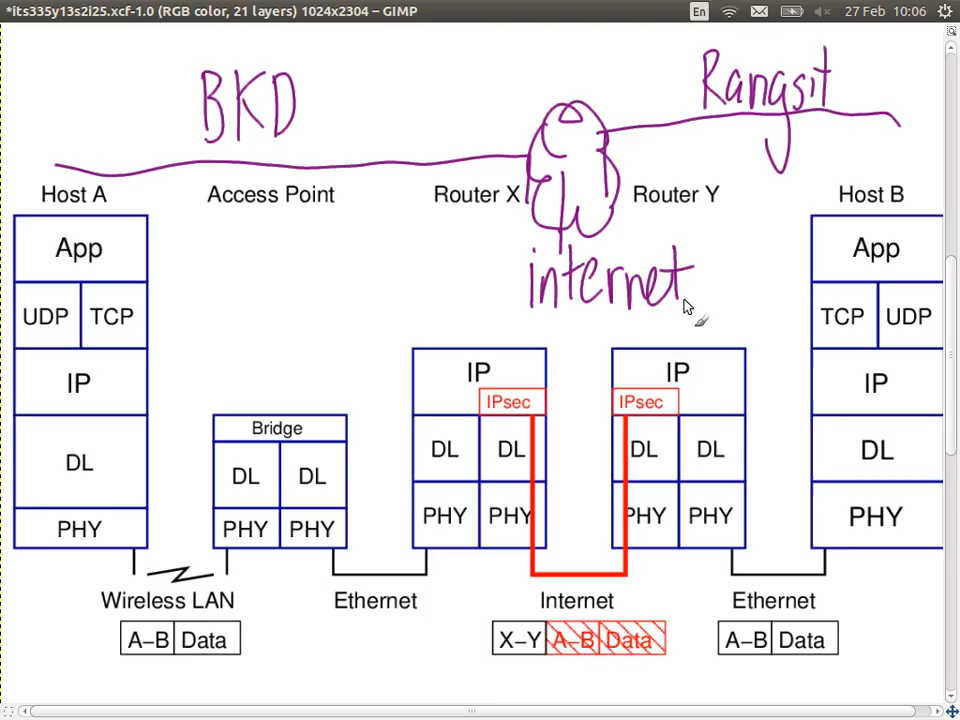 *its335y13s2i25.xcf-1.0 (RGB color, 21 layers) 1024x2304 – GIMP
En
27 Feb 10:06
BKD
Rangsit
Host A
Access Point
Router X
Router Y
Host B
internet
App
App
UDP TCP
TCP UDP
IP
IP
IP
IP
IPsec
IPsec
Bridge
DL
DL DL
DL DL
DL DL
DL
PHY
PHY PHY
PHY PHY
PHY PHY
PHY
Wireless LAN
Ethernet
Internet
Ethernet
A–B Data
X–Y A–B Data
A–B Data